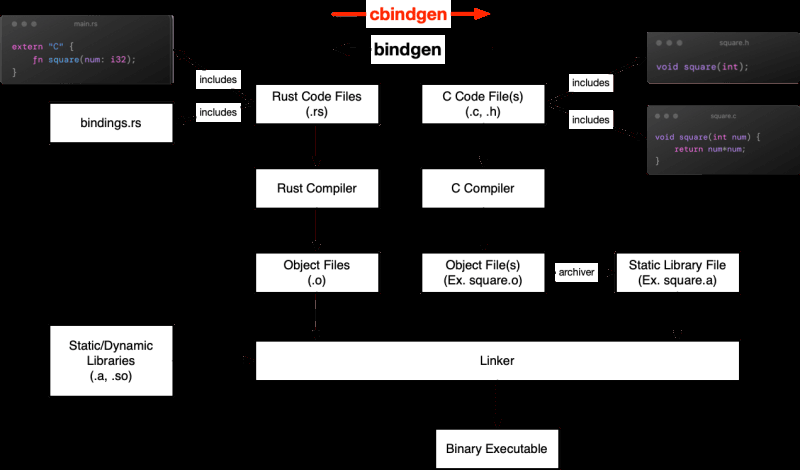 cbindgen
bindgen
main.rs
extern "C" {
fn square(num: i32);
}
square.h
void square(int);
includes
includes
includes
includes
Rust Code Files
(.rs)
C Code File(s)
(.c, .h)
bindings.rs
square.c
void square(int num) {
return num*num;
}
Rust Compiler
C Compiler
Object Files
(.o)
Object File(s)
(Ex. square.o)
archiver
Static Library File
(Ex. square.a)
Static/Dynamic
Libraries
(.a, .so)
Linker
Binary Executable